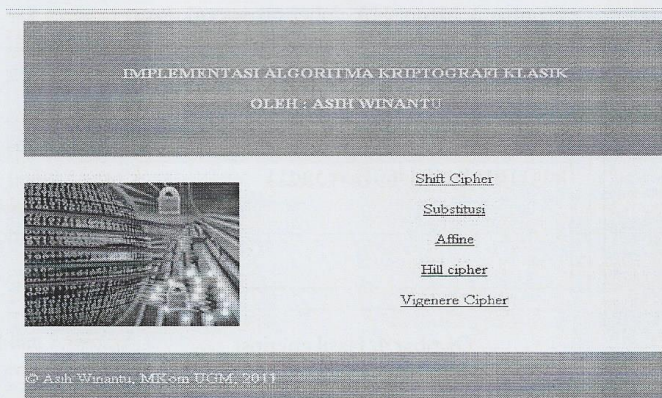 IMPLEMENTASI ALGORITMA KRIPTOGRAFI KLASIK
OLEH : ASIH WINANTU
Shift Cipher
Substitusi
Affine
Hill cipher
Vigenere Cipher
© Asih Winantu, MKom UGM, 2011